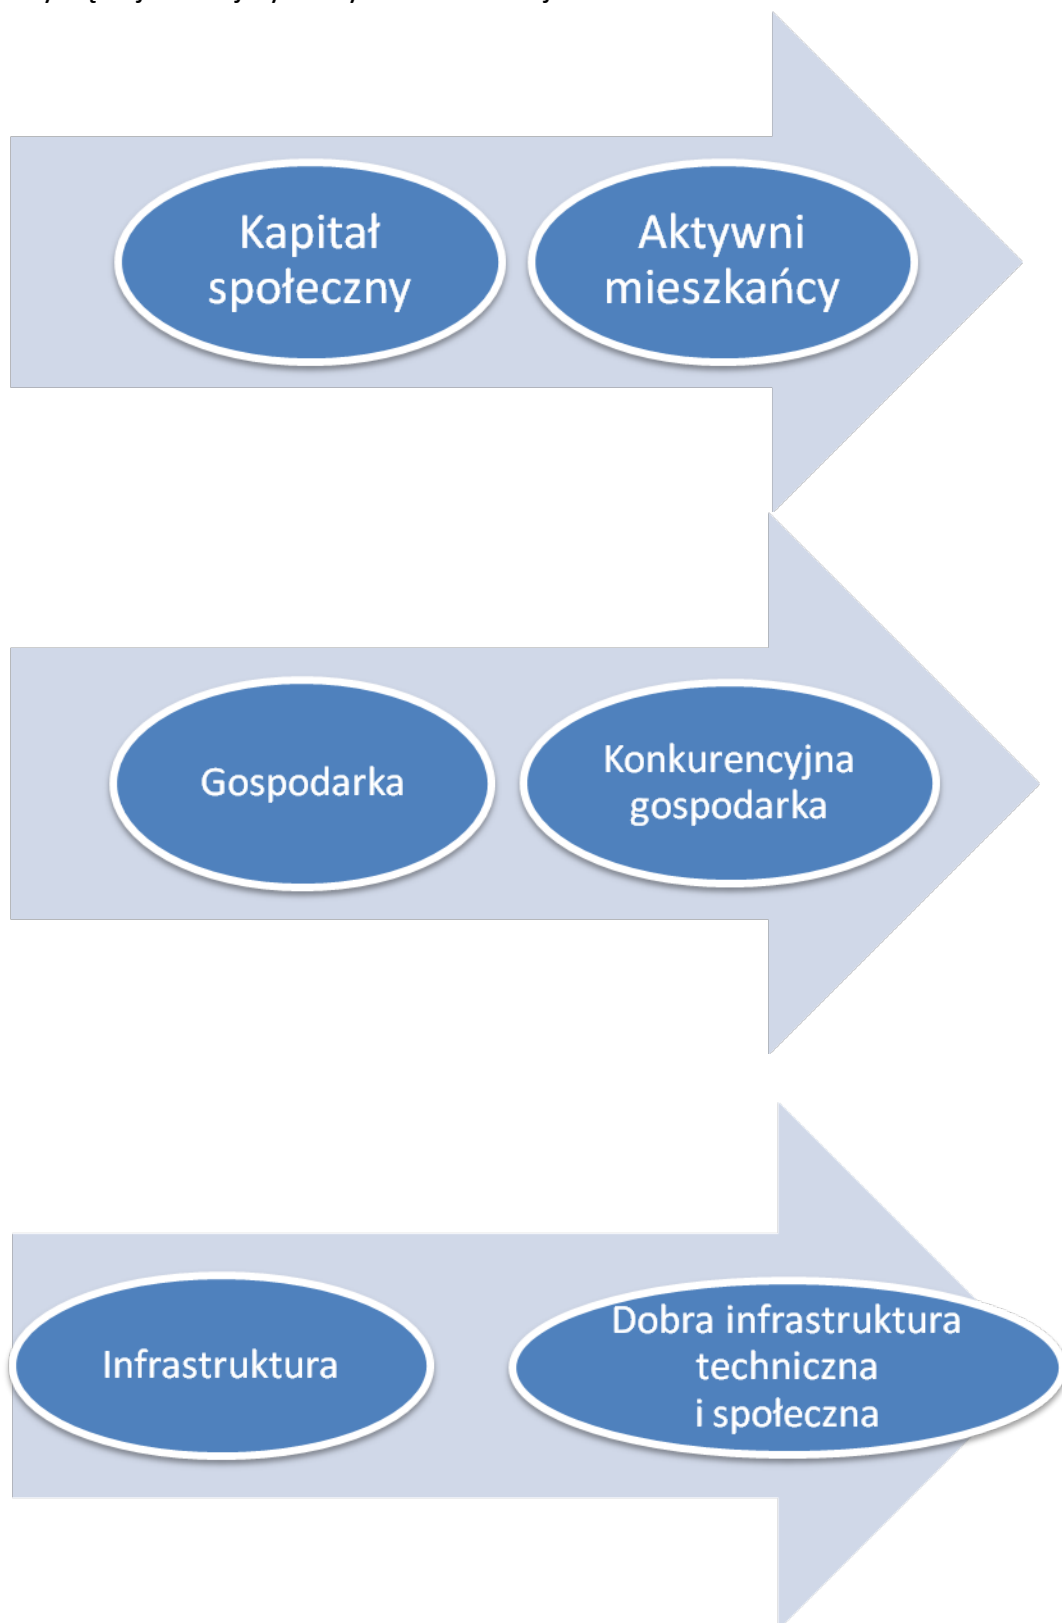 Kapitał
społeczny
Aktywni
mieszkańcy
Gospodarka
Konkurencyjna
gospodarka
Infrastruktura
Dobra infrastruktura
techniczna
i społeczna